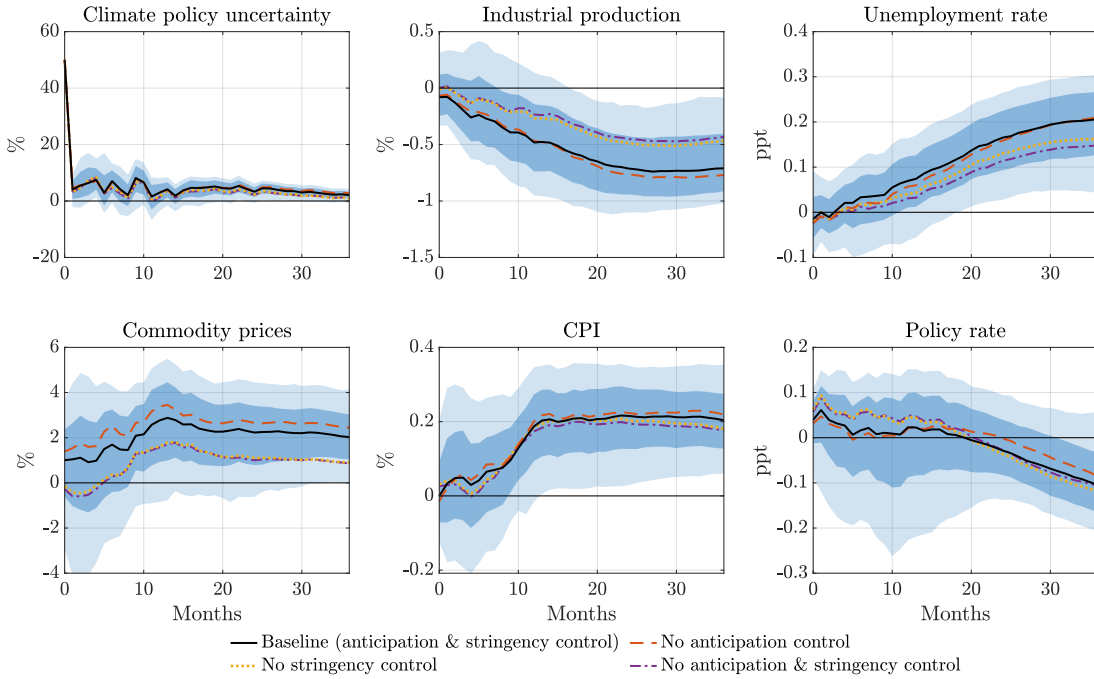 Climate policy uncertainty
Industrial production
Unemployment rate
60
40
20
0
-20
%
0 10 20 30
0.5
0
-0.5
-1
-1.5
%
0 10 20 30
0.4
0.3
0.2
0.1
0
-0.1
ppt
0 10 20 30
Commodity prices
CPI
Policy rate
6
4
2
0
-2
-4
%
0 10 20 30
Months
0.4
0.2
0
-0.2
%
0 10 20 30
Months
0.2
0.1
0
-0.1
-0.2
-0.3
ppt
0 10 20 30
Months
Baseline (anticipation & stringency control)
No anticipation control
No stringency control
No anticipation & stringency control